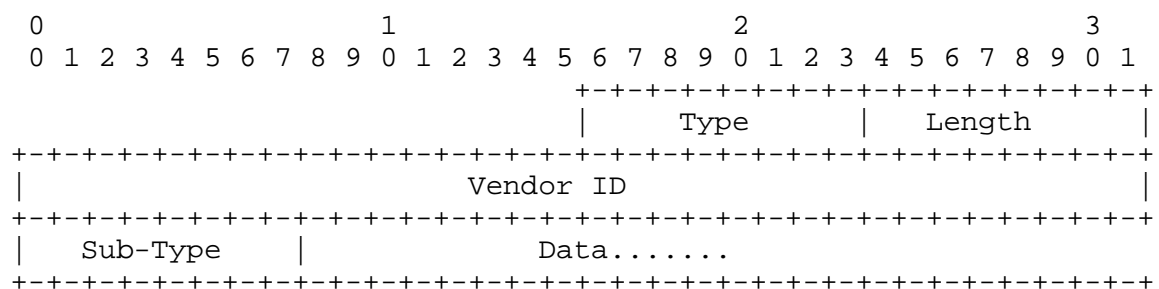 0                   1                   2                   3
 0 1 2 3 4 5 6 7 8 9 0 1 2 3 4 5 6 7 8 9 0 1 2 3 4 5 6 7 8 9 0 1
                                +-+-+-+-+-+-+-+-+-+-+-+-+-+-+-+-+
                                |     Type      |   Length      |
+-+-+-+-+-+-+-+-+-+-+-+-+-+-+-+-+-+-+-+-+-+-+-+-+-+-+-+-+-+-+-+-+
|                         Vendor ID                             |
+-+-+-+-+-+-+-+-+-+-+-+-+-+-+-+-+-+-+-+-+-+-+-+-+-+-+-+-+-+-+-+-+
|   Sub-Type    |             Data.......
+-+-+-+-+-+-+-+-+-+-+-+-+-+-+-+-+-+-+-+-+-+-+-+-+-+-+-+-+-+-+-+-+